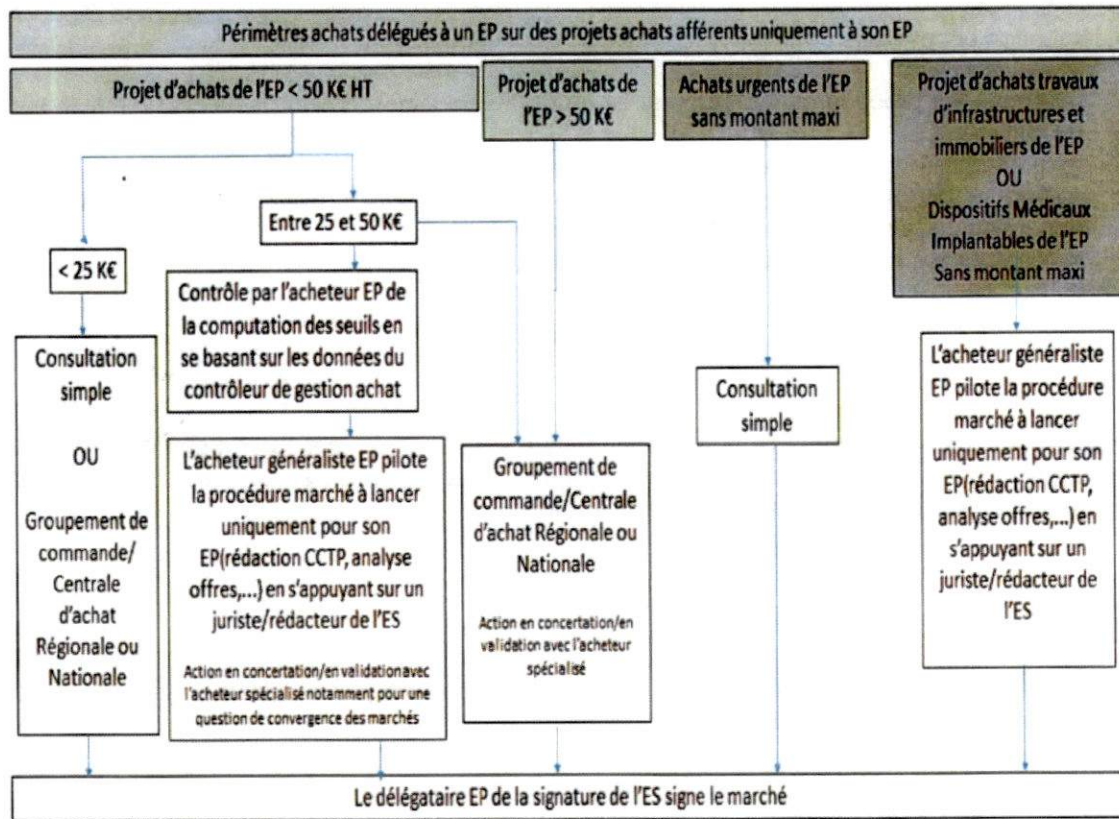 Périmètres achats délégués à un EP sur des projets achats afférents uniquement à son EP
Projet d'achats de l'EP < 50 K€ HT
Projet d'achats de
l'EP > 50 K€
Achats urgents de l'EP
sans montant maxi
Projet d'achats travaux
d'infrastructures et
immobiliers de l'EP
OU
Dispositifs Médicaux
Implantables de l'EP
Sans montant maxi
< 25 K€
Entre 25 et 50 K€
Consultation
simple
OU
Groupement de
commande/
Centrale
d'achat
Régionale ou
Nationale
Contrôle par l'acheteur EP de
la computation des seuils en
se basant sur les données du
contrôleur de gestion achat
L'acheteur généraliste EP pilote
la procédure marché à lancer
uniquement pour son
EP(rédaction CCTP, analyse
offres,...) en s'appuyant sur un
juriste/rédacteur de l'ES
Action en concertation/en validation avec
l'acheteur spécialisé notamment pour une
question de convergence des marchés
Groupement de
commande/Centrale
d'achat Régionale ou
Nationale
Action en concertation/en
validation avec l'acheteur
spécialisé
Consultation
simple
L'acheteur généraliste
EP pilote la procédure
marché à lancer
uniquement pour son
EP(rédaction CCTP,
analyse offres,...) en
s'appuyant sur un
juriste/rédacteur de
l'ES
Le délégataire EP de la signature de l'ES signe le marché